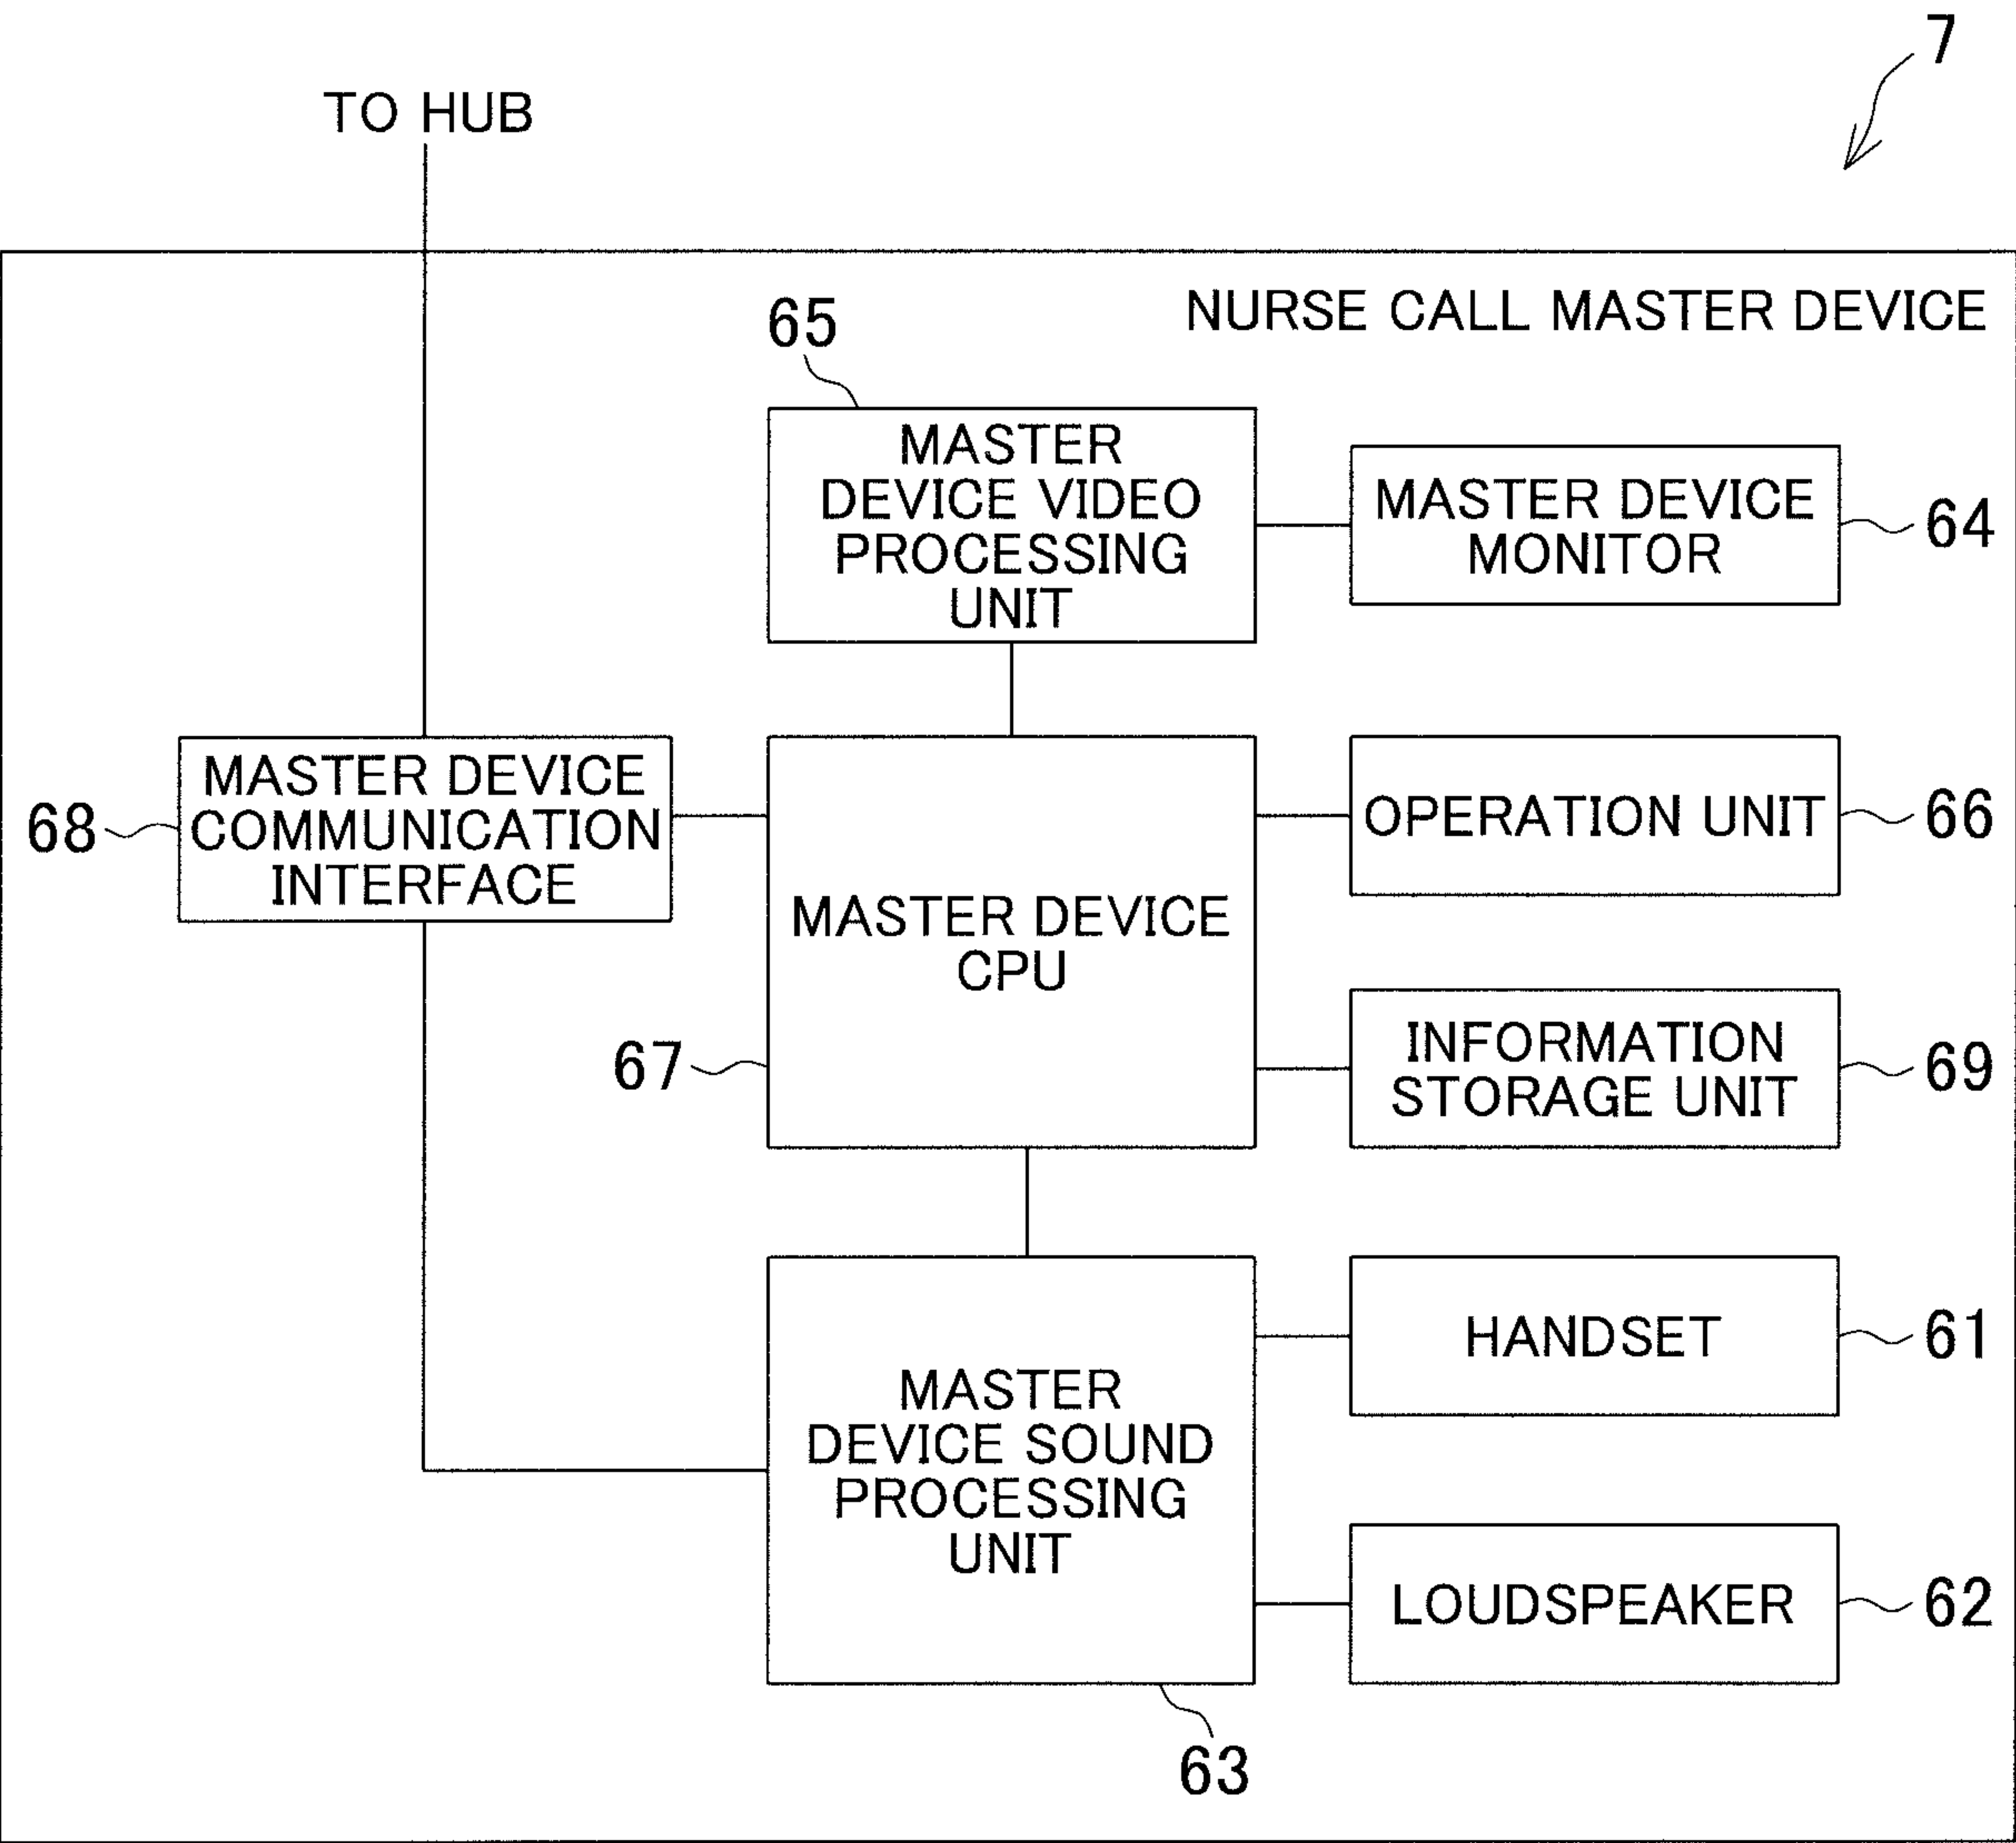 7
TO HUB
NURSE CALL MASTER DEVICE
65
MASTER
DEVICE VIDEO
PROCESSING
UNIT
MASTER DEVICE
MONITOR
64
68
MASTER DEVICE
COMMUNICATION
INTERFACE
MASTER DEVICE
CPU
67
OPERATION UNIT
66
INFORMATION
STORAGE UNIT
69
MASTER
DEVICE SOUND
PROCESSING
UNIT
63
HANDSET
61
LOUDSPEAKER
62